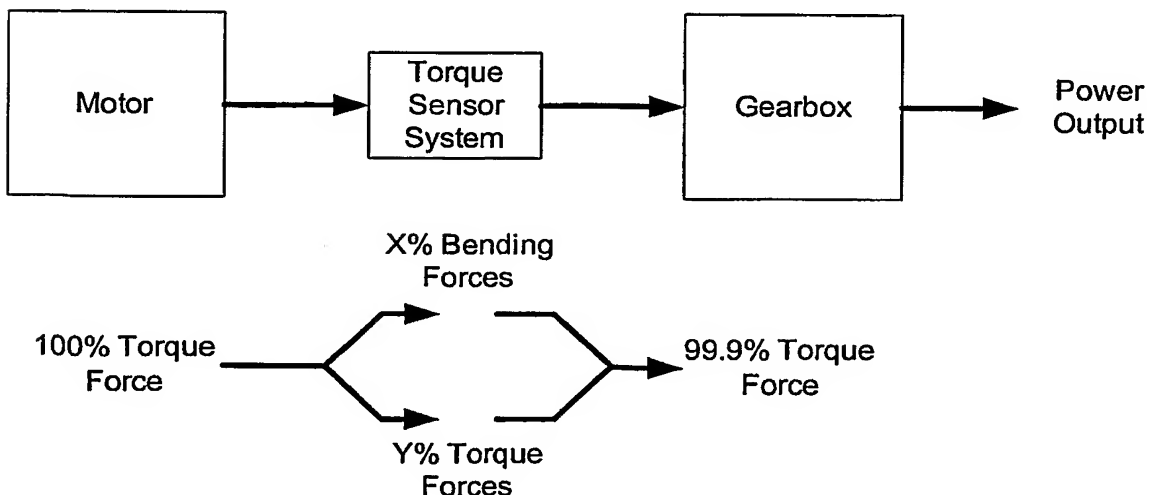 Motor
Torque
Sensor
System
Gearbox
Power
Output
X% Bending
Forces
100% Torque
Force
99.9% Torque
Force
Y% Torque
Forces